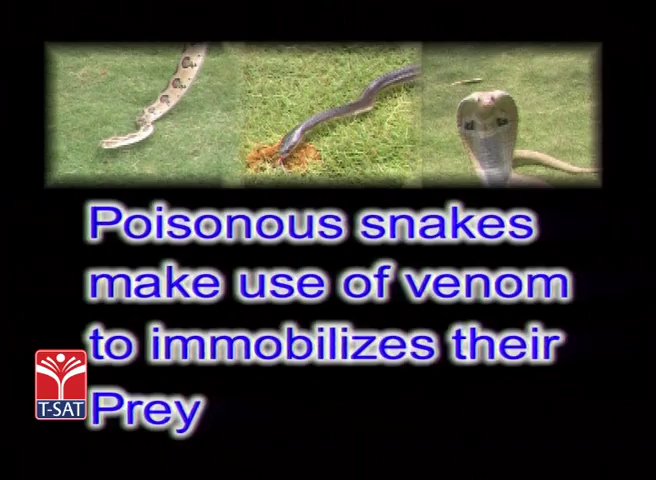 Poisonous snakes
make use of venom
to immobilizes their
Prey
T-SAT